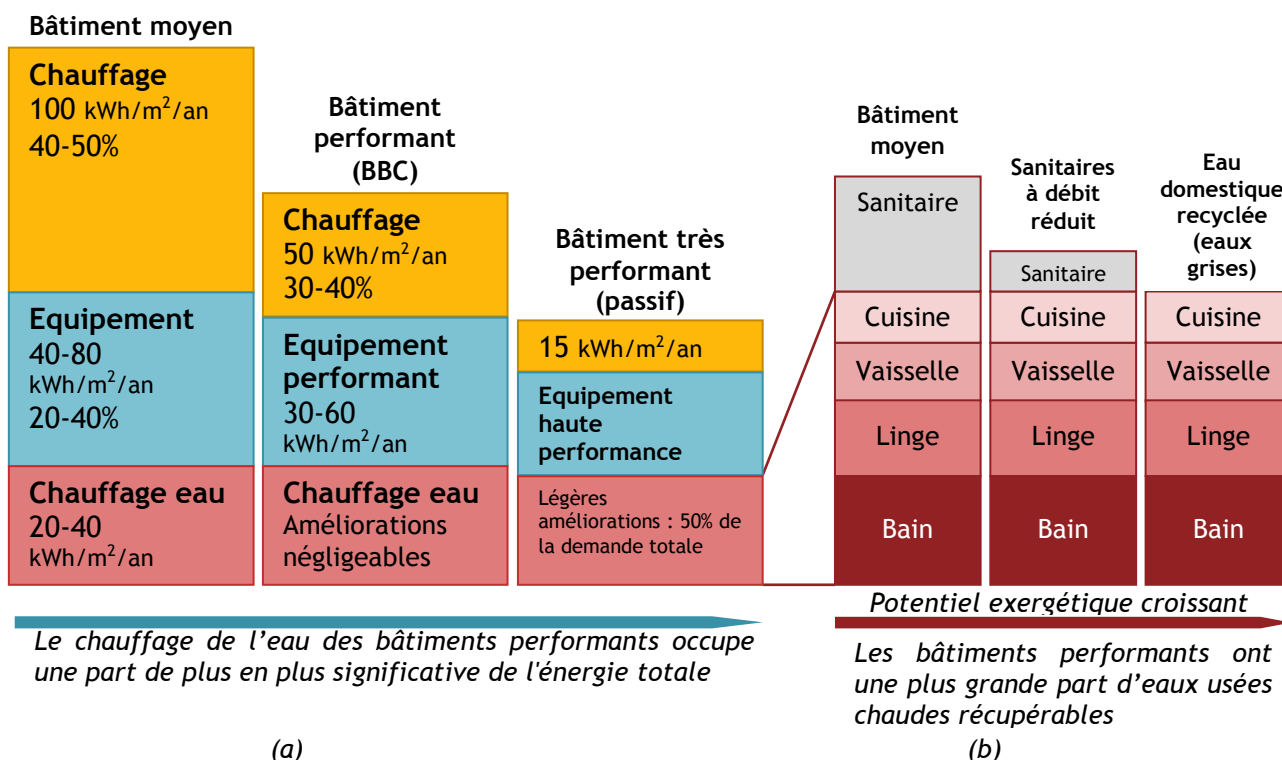 Bâtiment moyen
Chauffage
100 kWh/m²/an
40-50%
Equipement
40-80
kWh/m²/an
20-40%
Chauffage eau
20-40
kWh/m²/an
Bâtiment
performant
(BBC)
Chauffage
50 kWh/m²/an
30-40%
Equipement
performant
30-60
kWh/m²/an
Chauffage eau
Améliorations
négligeables
Bâtiment très
performant
(passif)
15 kWh/m²/an
Equipement
haute
performance
Légères
améliorations : 50% de
la demande totale
Le chauffage de l'eau des bâtiments performants occupe
une part de plus en plus significative de l'énergie totale
(a)
Bâtiment
moyen
Sanitaire
Cuisine
Vaisselle
Linge
Bain
Sanitaires
à débit
réduit
Sanitaire
Cuisine
Vaisselle
Linge
Bain
Eau
domestique
recyclée
(eaux
grises)
Cuisine
Vaisselle
Linge
Bain
Potentiel exergétique croissant
Les bâtiments performants ont
une plus grande part d'eaux usées
chaudes récupérables
(b)